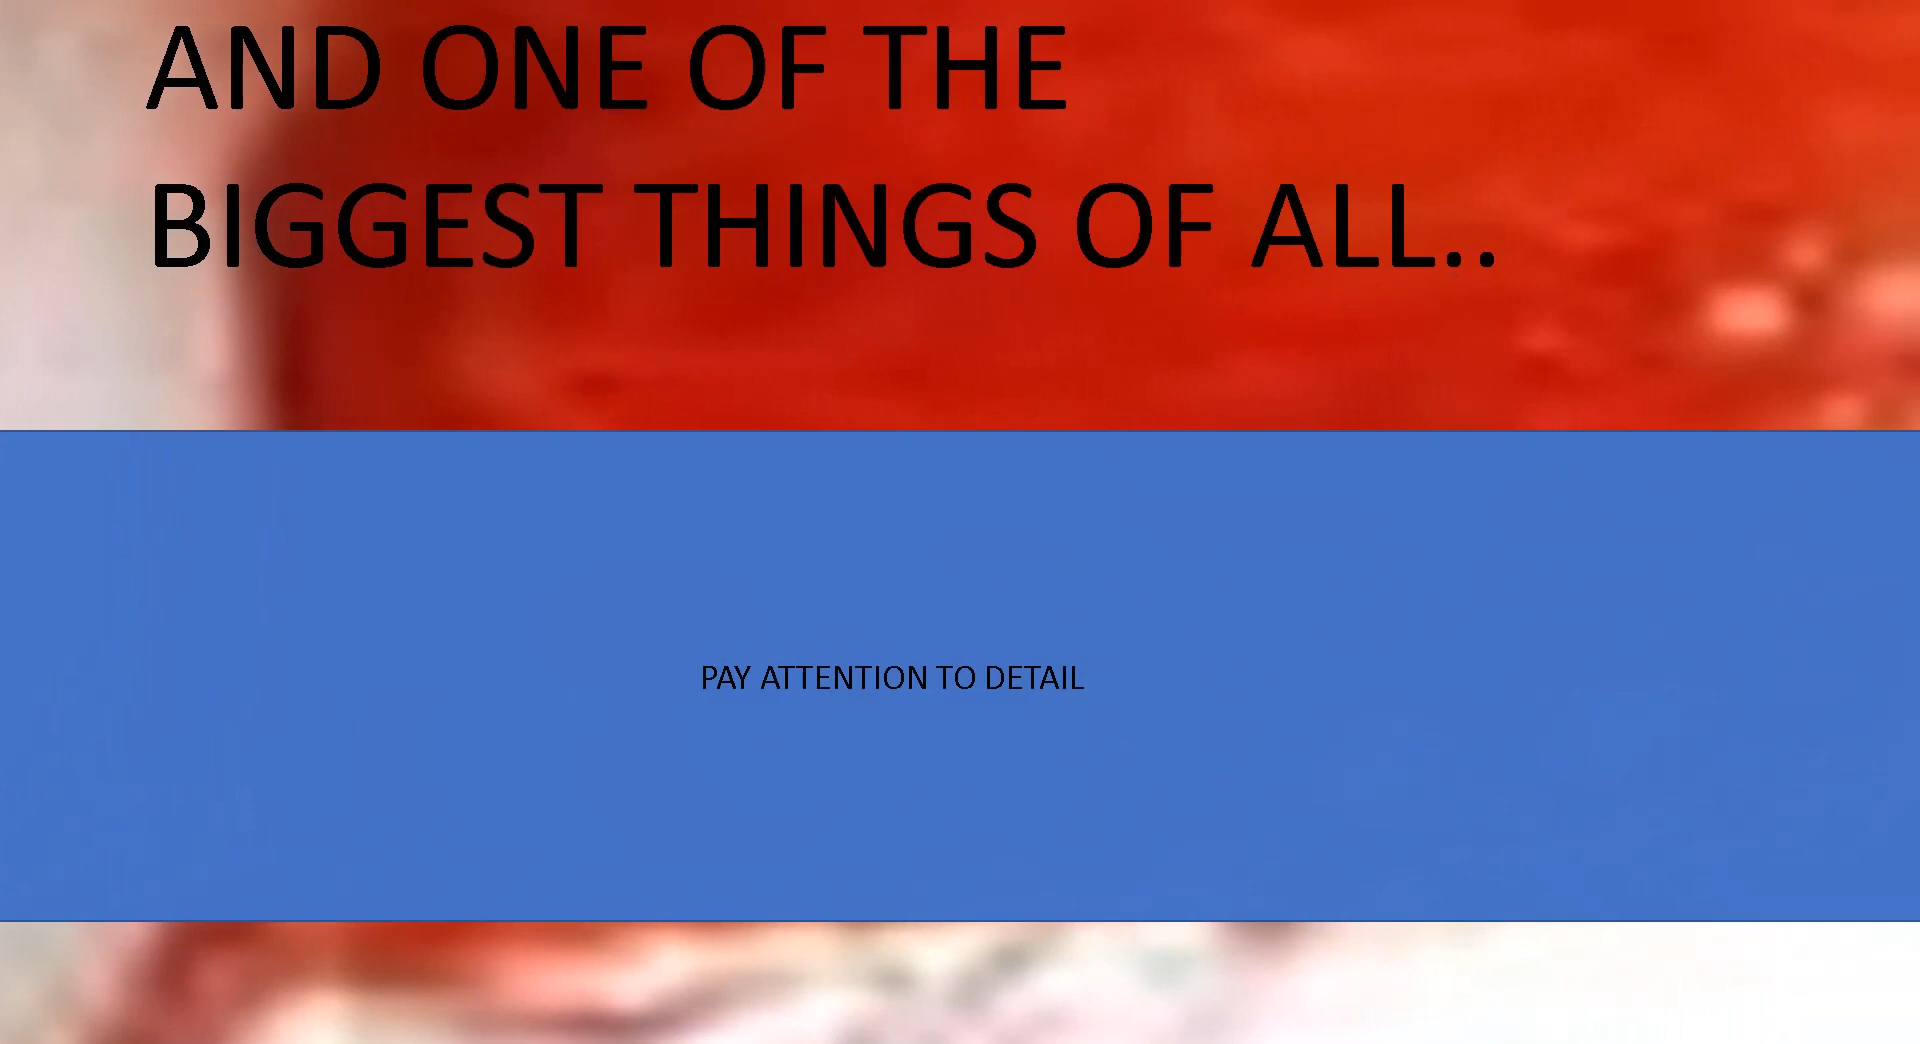 AND ONE OF THE
BIGGEST THINGS OF ALL..
PAY ATTENTION TO DETAIL